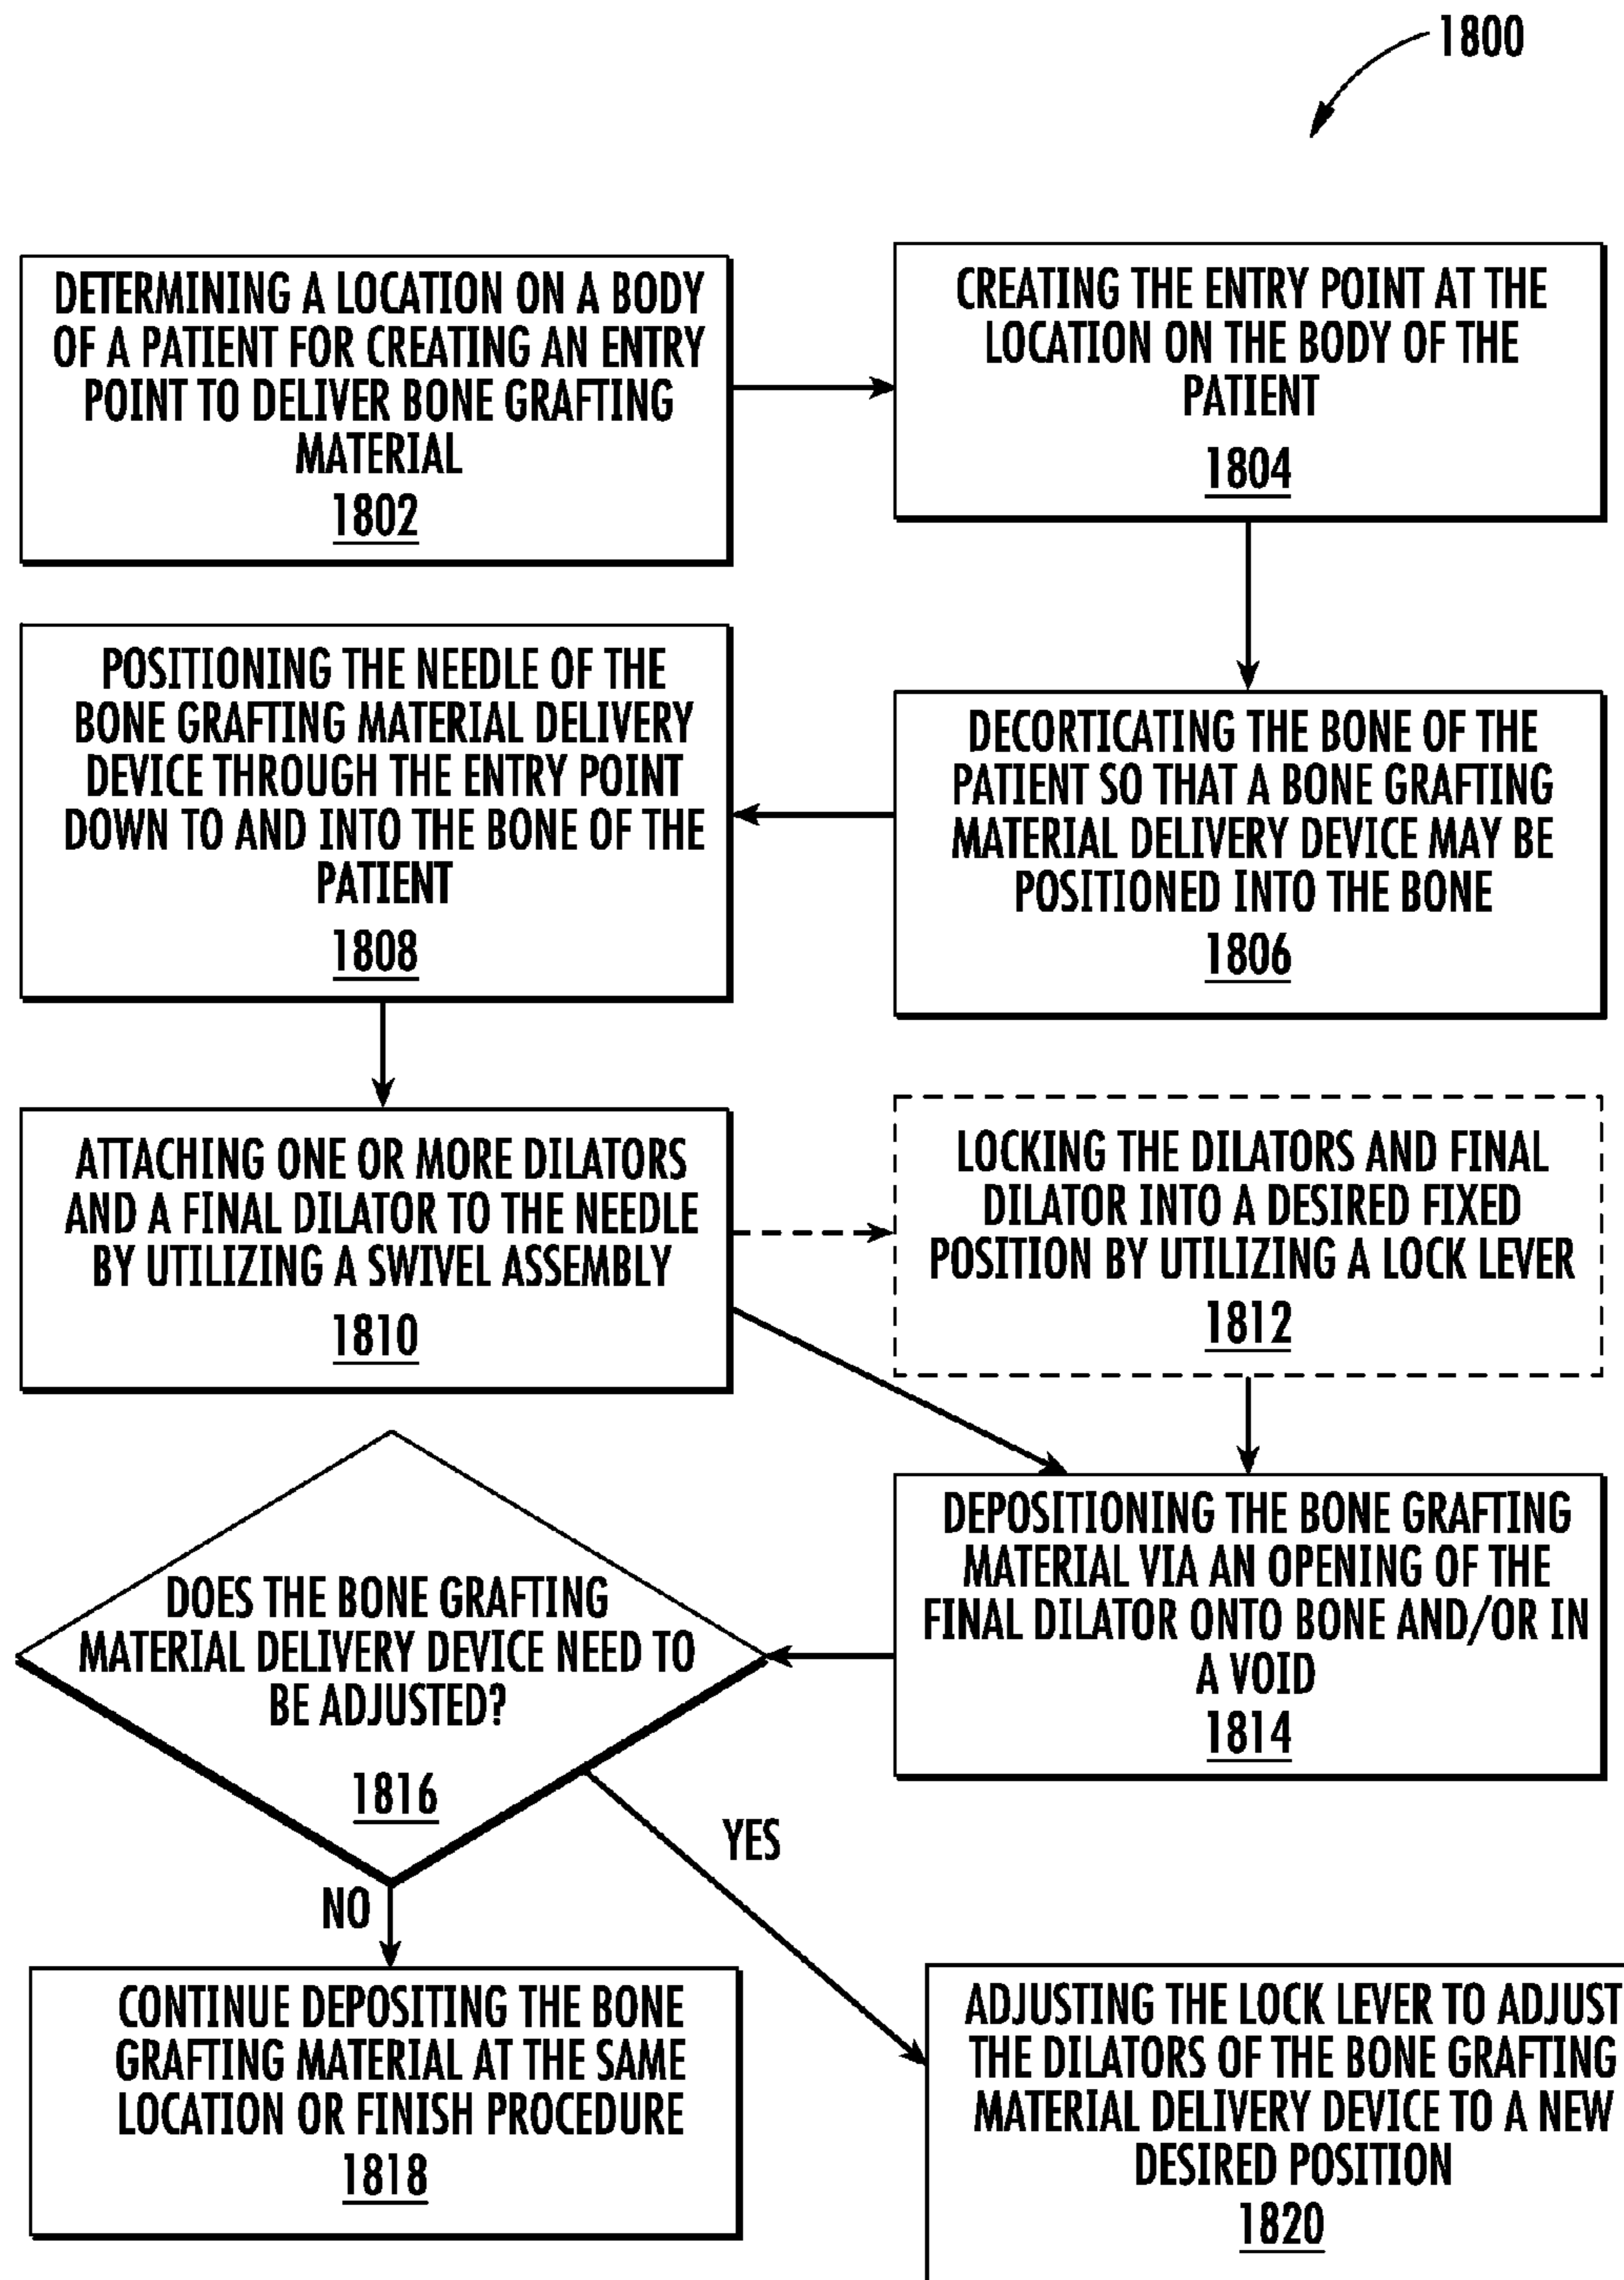 1800
DETERMINING A LOCATION ON A BODY
OF A PATIENT FOR CREATING AN ENTRY
POINT TO DELIVER BONE GRAFTING
MATERIAL
1802
CREATING THE ENTRY POINT AT THE
LOCATION ON THE BODY OF THE
PATIENT
1804
DECORTICATING THE BONE OF THE
PATIENT SO THAT A BONE GRAFTING
MATERIAL DELIVERY DEVICE MAY BE
POSITIONED INTO THE BONE
1806
POSITIONING THE NEEDLE OF THE
BONE GRAFTING MATERIAL DELIVERY
DEVICE THROUGH THE ENTRY POINT
DOWN TO AND INTO THE BONE OF THE
PATIENT
1808
ATTACHING ONE OR MORE DILATORS
AND A FINAL DILATOR TO THE NEEDLE
BY UTILIZING A SWIVEL ASSEMBLY
1810
LOCKING THE DILATORS AND FINAL
DILATOR INTO A DESIRED FIXED
POSITION BY UTILIZING A LOCK LEVER
1812
DEPOSITIONING THE BONE GRAFTING
MATERIAL VIA AN OPENING OF THE
FINAL DILATOR ONTO BONE AND/OR IN
A VOID
1814
DOES THE BONE GRAFTING
MATERIAL DELIVERY DEVICE NEED TO
BE ADJUSTED?
1816
YES
NO
CONTINUE DEPOSITING THE BONE
GRAFTING MATERIAL AT THE SAME
LOCATION OR FINISH PROCEDURE
1818
ADJUSTING THE LOCK LEVER TO ADJUST
THE DILATORS OF THE BONE GRAFTING
MATERIAL DELIVERY DEVICE TO A NEW
DESIRED POSITION
1820